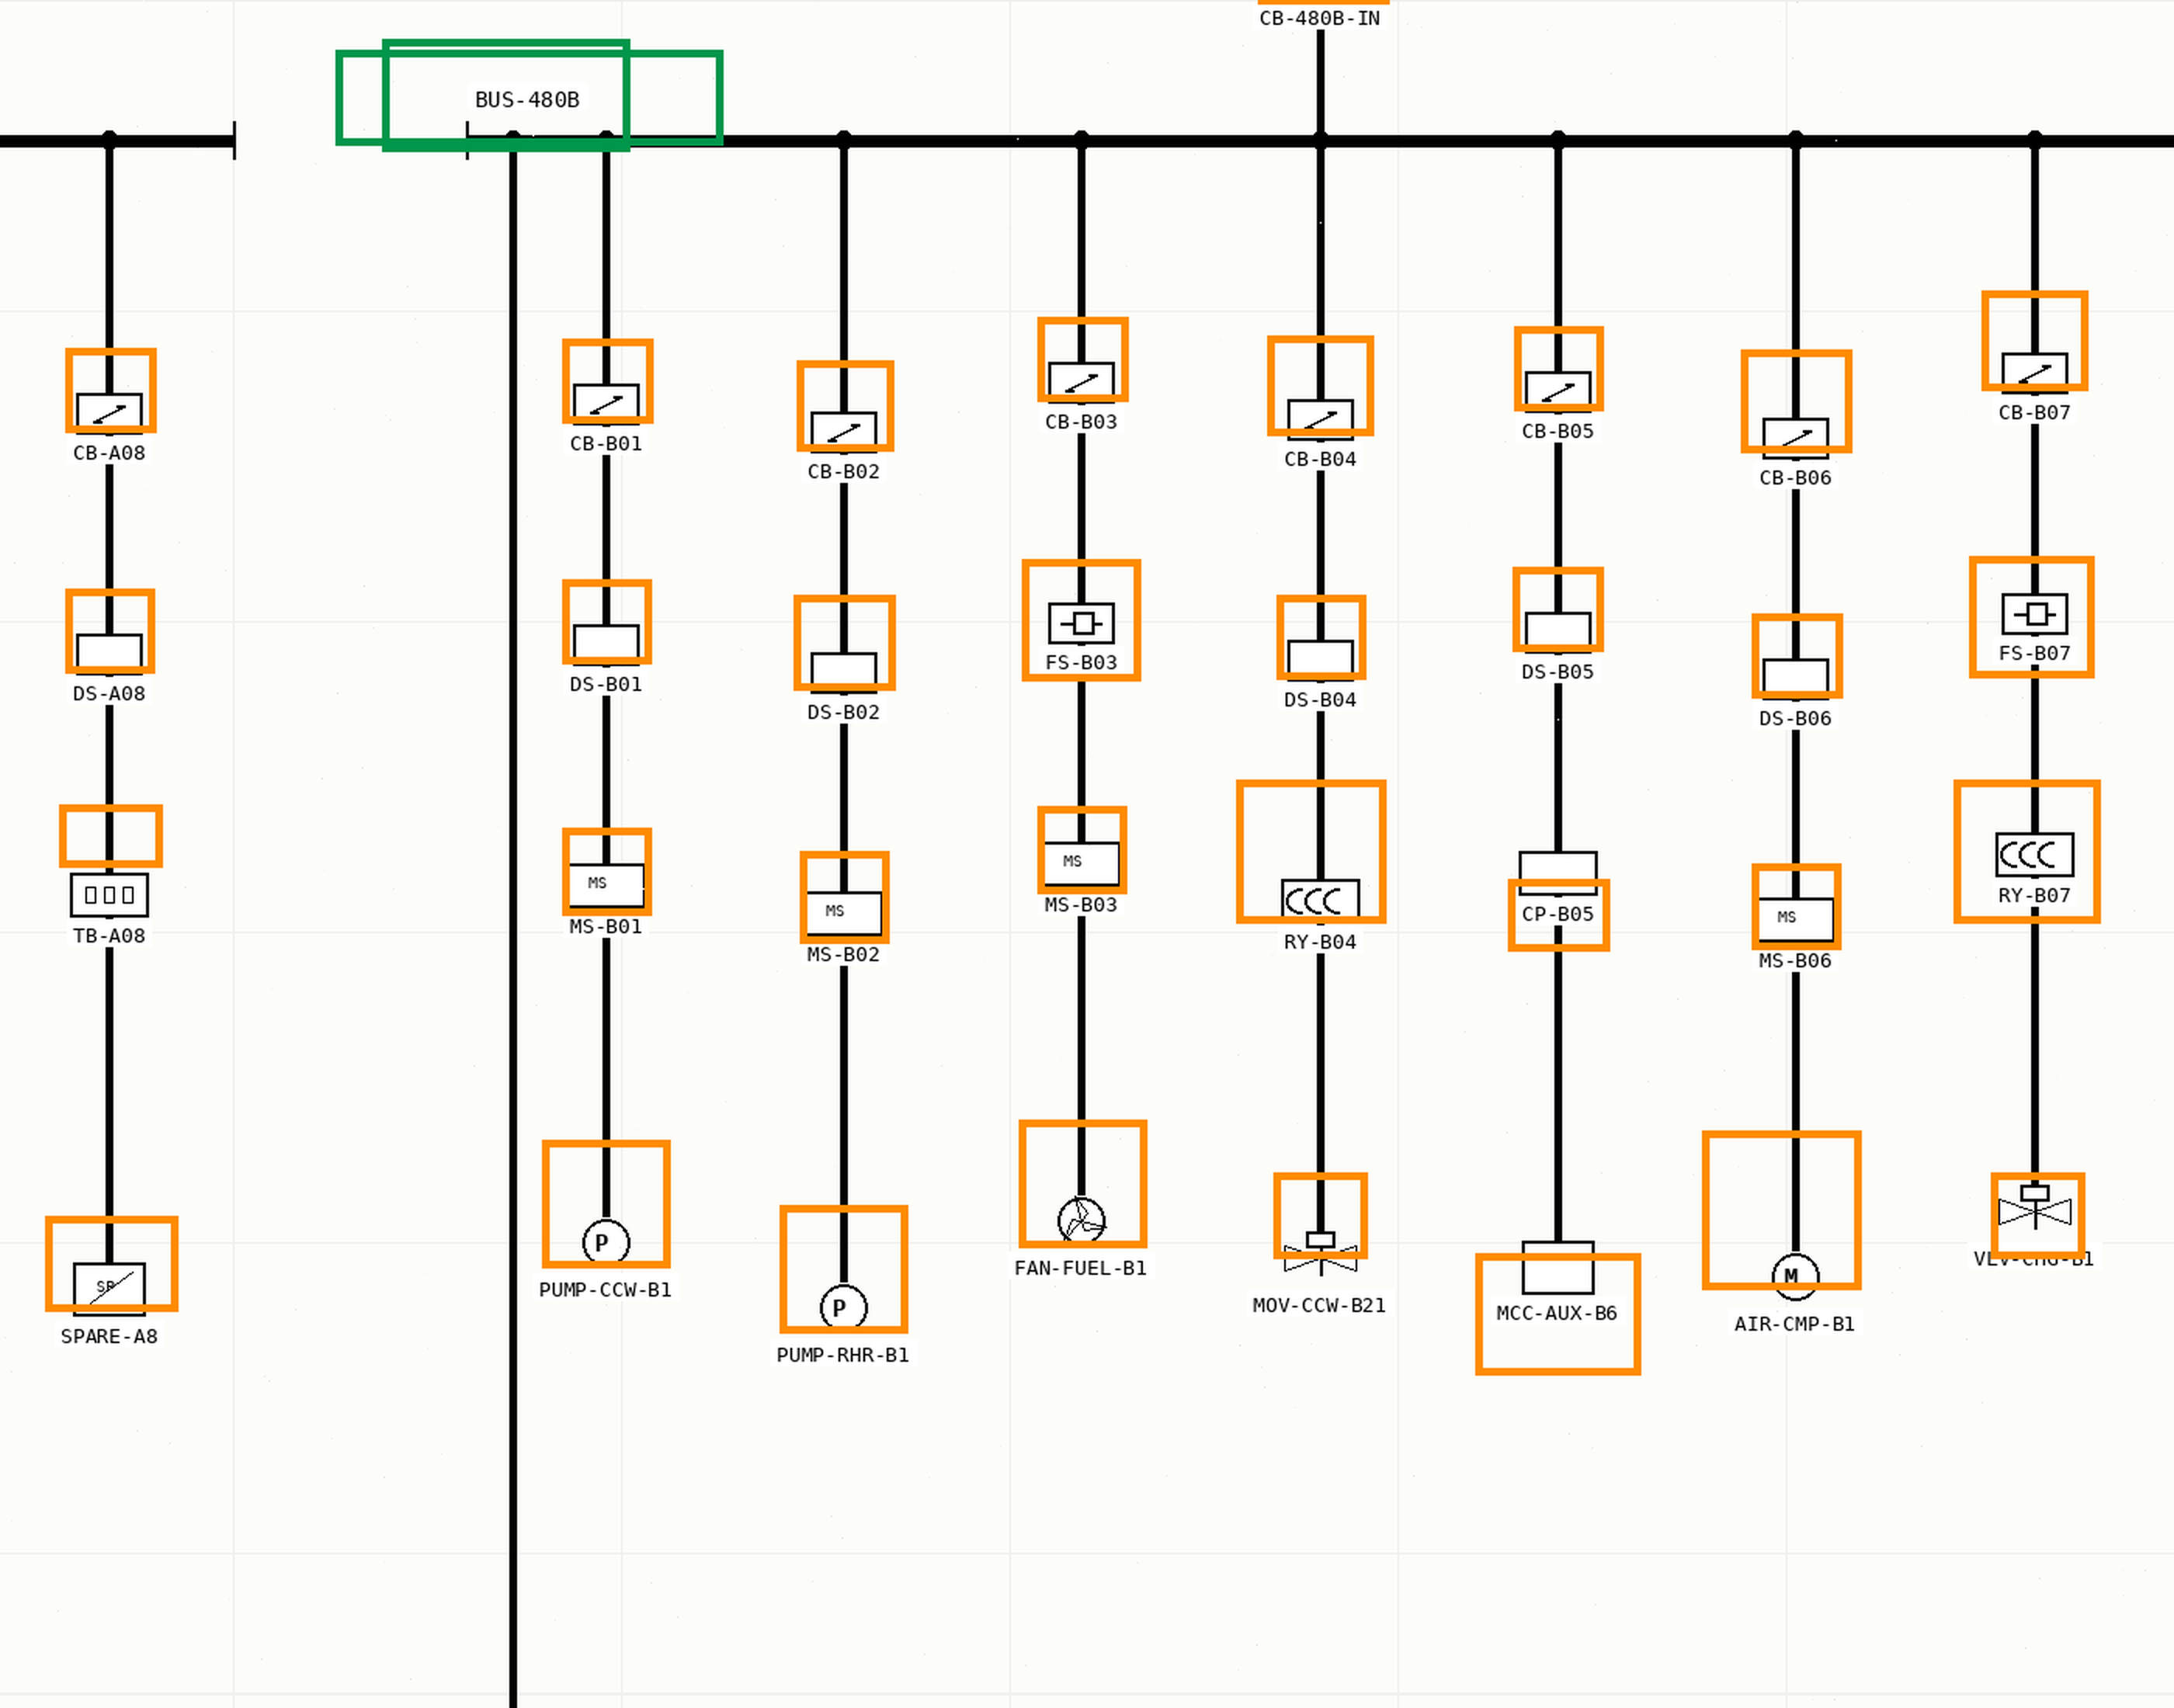 CB-480B-IN
BUS-480B
CB-A08
CB-B01
CB-B02
CB-B03
CB-B04
CB-B05
CB-B06
CB-B07
DS-A08
DS-B01
DS-B02
FS-B03
DS-B04
DS-B05
DS-B06
FS-B07
TB-A08
MS
MS-B01
MS
MS-B02
MS
MS-B03
RY-B04
CP-B05
MS
MS-B06
RY-B07
SP
SPARE-A8
P
PUMP-CCW-B1
P
PUMP-RHR-B1
FAN-FUEL-B1
MOV-CCW-B21
MCC-AUX-B6
M
AIR-CMP-B1
VLV-CHG-B1